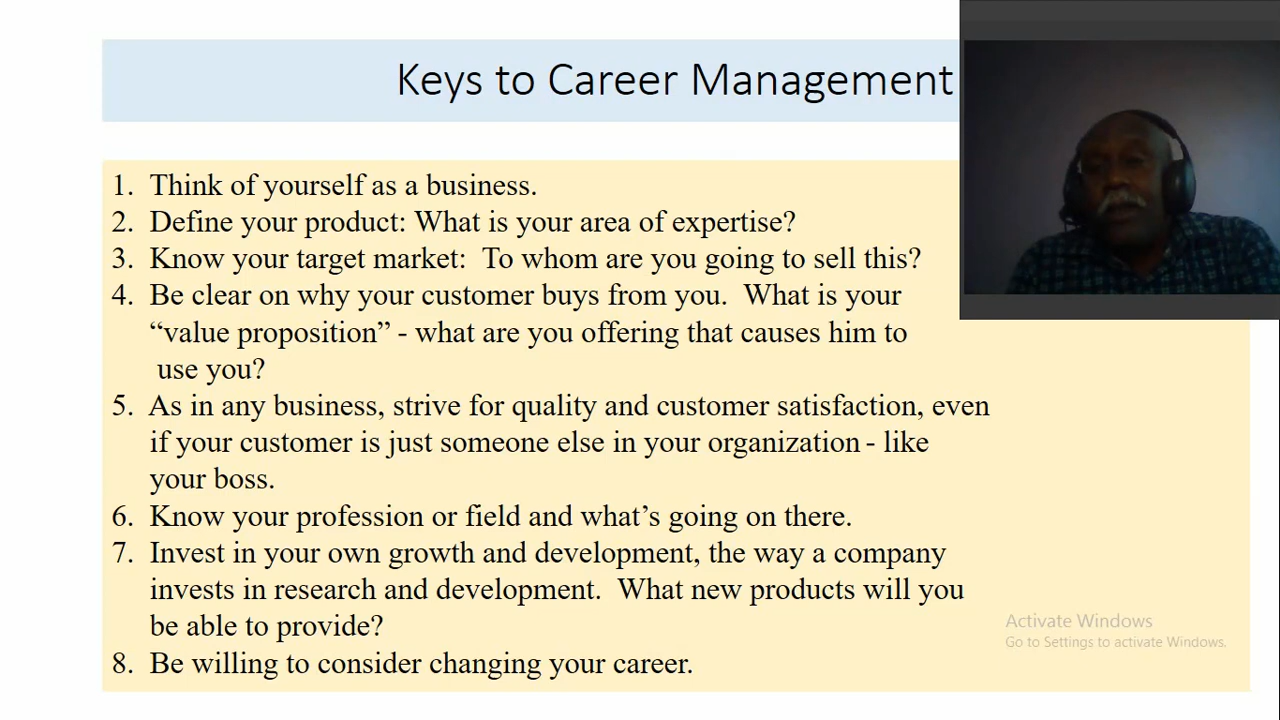 Keys to Career Management
1. Think of yourself as a business.
2. Define your product: What is your area of expertise?
3. Know your target market:  To whom are you going to sell this?
4. Be clear on why your customer buys from you.  What is your
“value proposition” - what are you offering that causes him to
use you?
5. As in any business, strive for quality and customer satisfaction, even
if your customer is just someone else in your organization - like
your boss.
6. Know your profession or field and what’s going on there.
7. Invest in your own growth and development, the way a company
invests in research and development.  What new products will you
be able to provide?
8. Be willing to consider changing your career.
Activate Windows
Go to Settings to activate Windows.